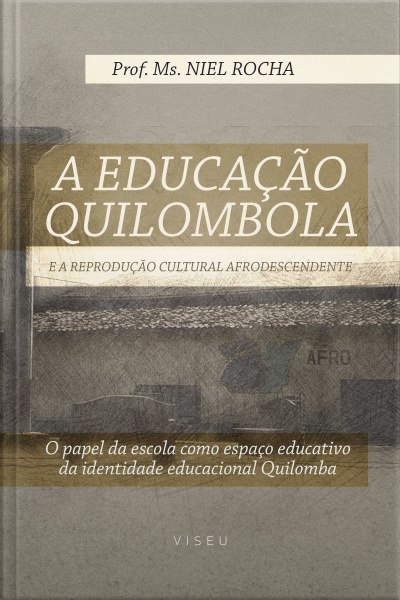 Prof. Ms. NIEL ROCHA
A EDUCAÇÃO
QUILOMBOLA
E A REPRODUÇÃO CULTURAL AFRODESCENDENTE
AFRO
O papel da escola como espaço educativo
da identidade educacional Quilomba
VISEU